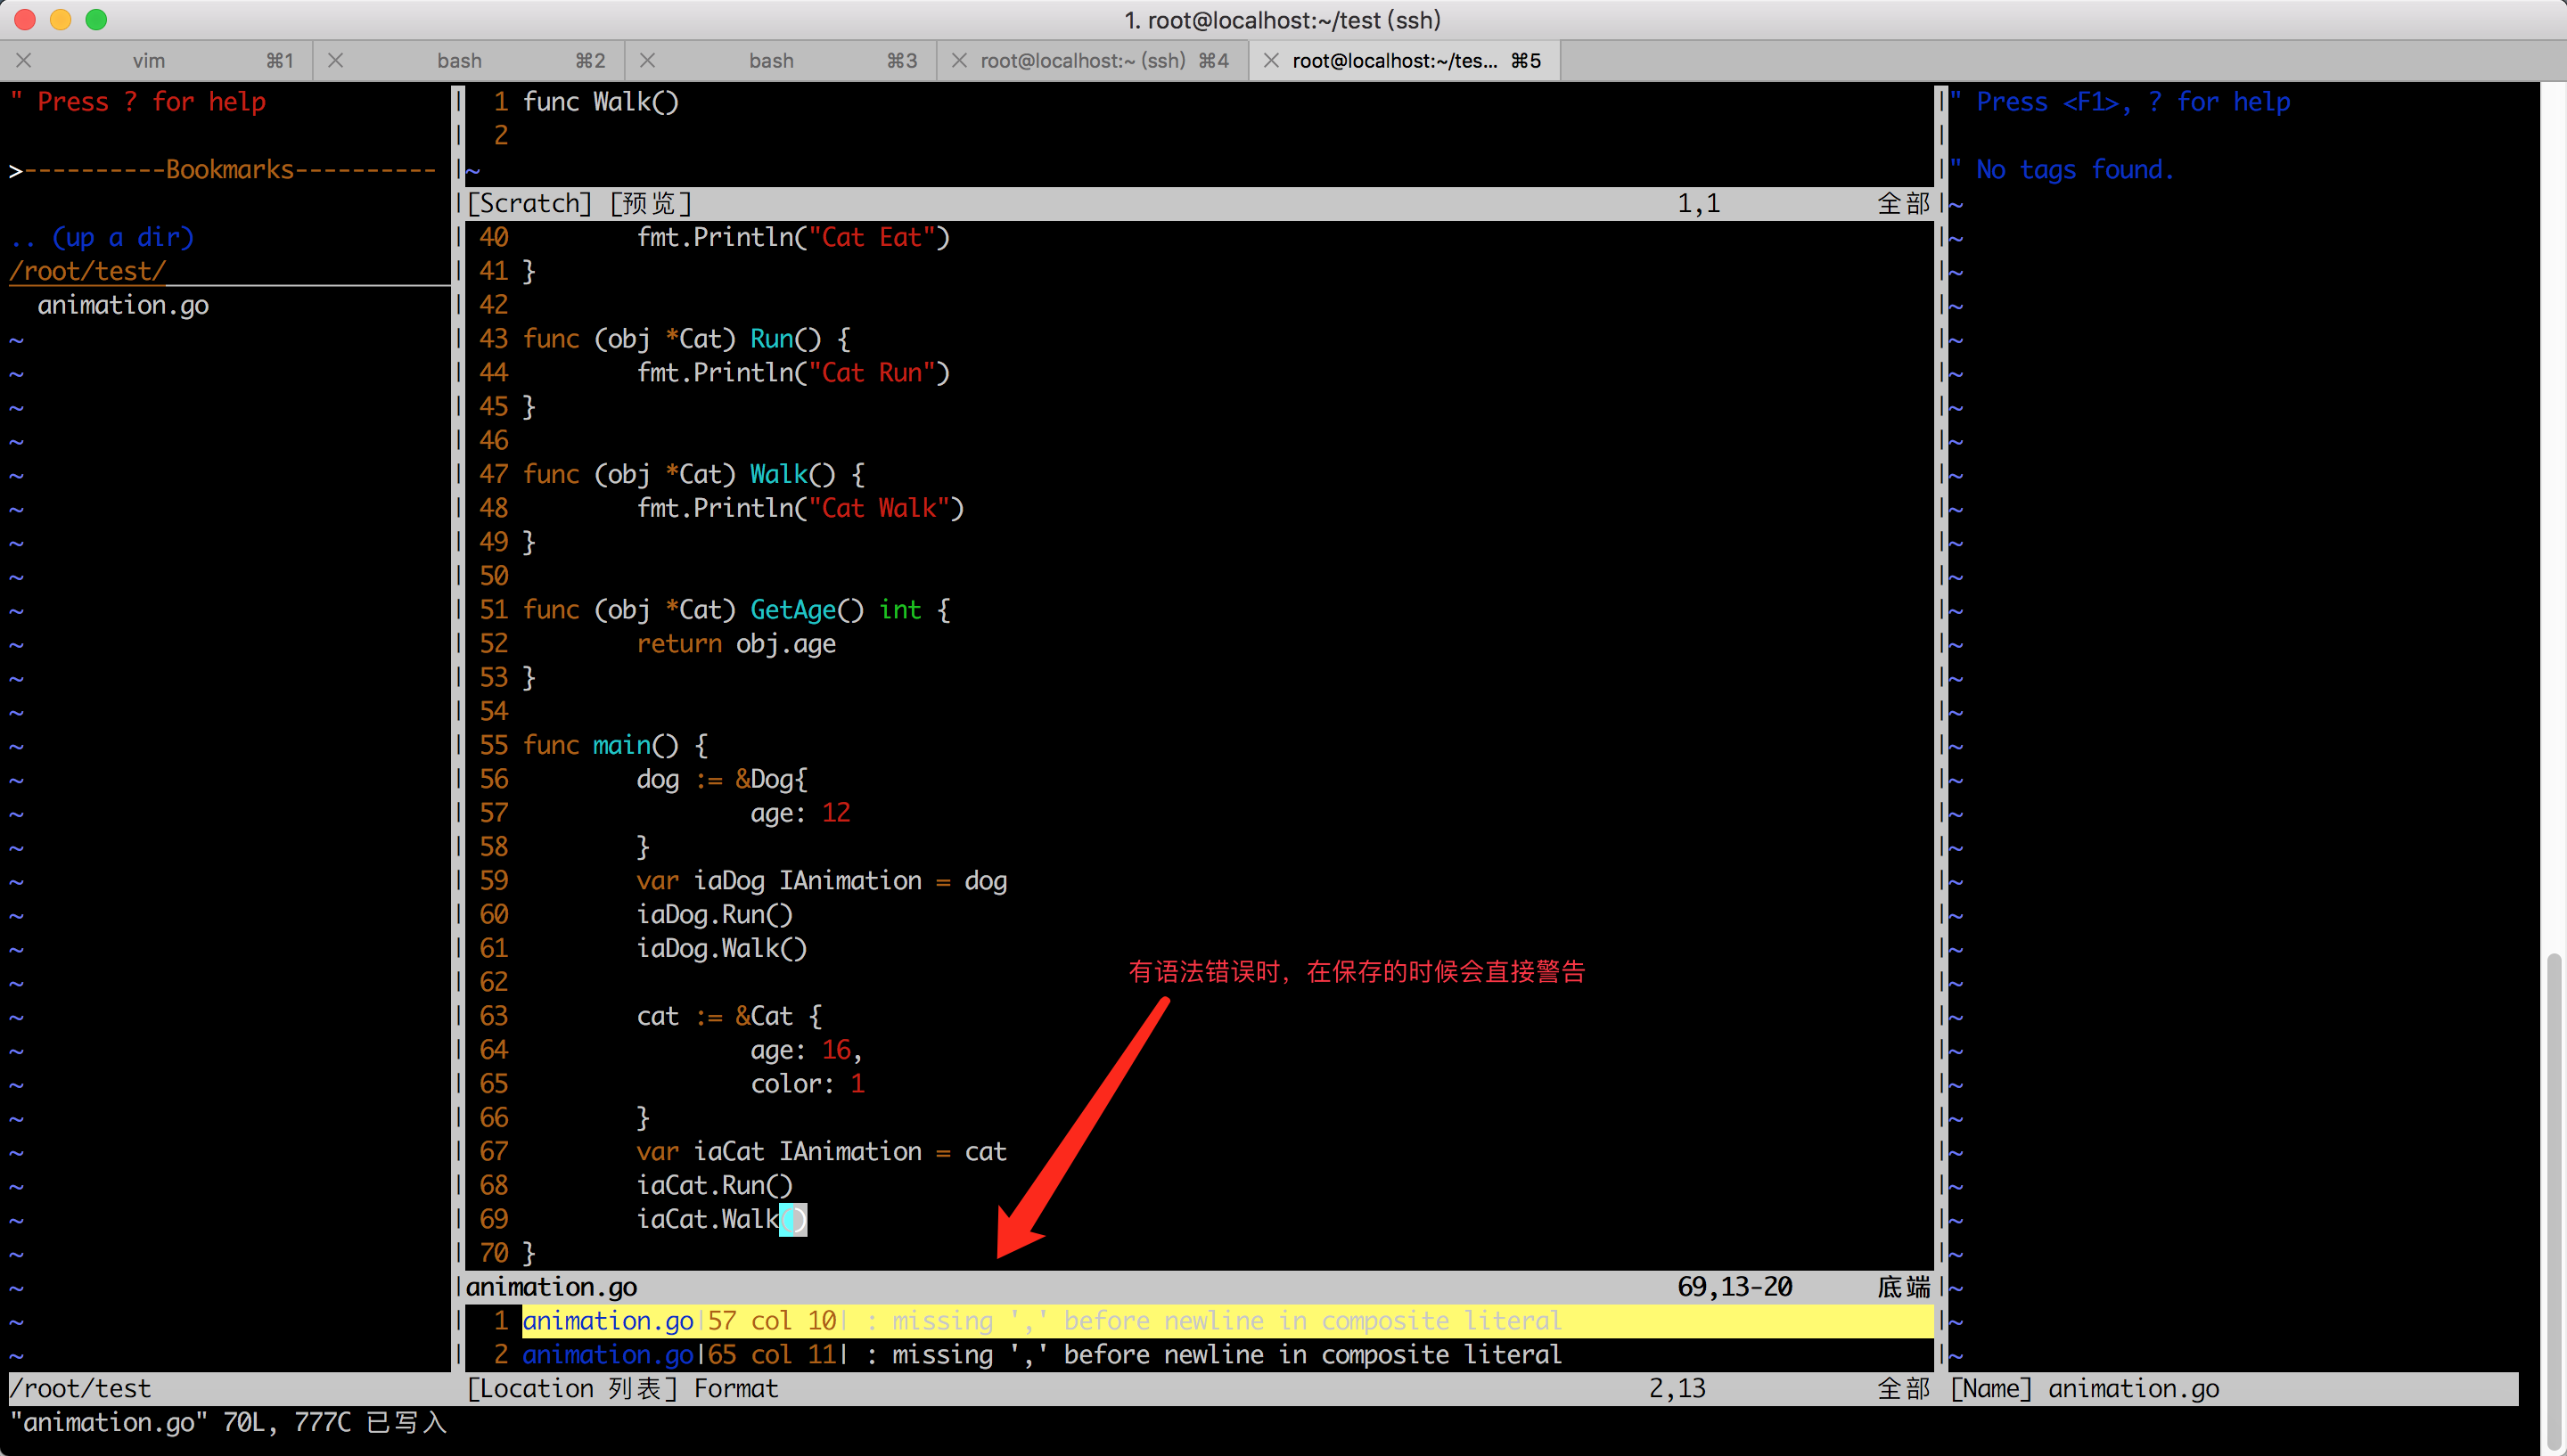 1. root@localhost:~/test (ssh)
vim ⌘1 bash ⌘2 bash ⌘3 root@localhost:~ (ssh) ⌘4 root@localhost:~/tes... ⌘5
" Press ? for help
>----------Bookmarks----------
.. (up a dir)
/root/test/
animation.go
1 func Walk()
2
~
[Scratch] [预览] 1,1 全部
40 fmt.Println("Cat Eat")
41 }
42
43 func (obj *Cat) Run() {
44 fmt.Println("Cat Run")
45 }
46
47 func (obj *Cat) Walk() {
48 fmt.Println("Cat Walk")
49 }
50
51 func (obj *Cat) GetAge() int {
52 return obj.age
53 }
54
55 func main() {
56 dog := &Dog{
57 age: 12
58 }
59 var iaDog IAnimation = dog
60 iaDog.Run()
61 iaDog.Walk()
62
63 cat := &Cat {
64 age: 16,
65 color: 1
66 }
67 var iaCat IAnimation = cat
68 iaCat.Run()
69 iaCat.Walk()
70 }
有语法错误时，在保存的时候会直接警告
animation.go 69,13-20 底端
1 animation.go|57 col 10| : missing ',' before newline in composite literal
2 animation.go|65 col 11| : missing ',' before newline in composite literal
" Press <F1>, ? for help
" No tags found.
/root/test [Location 列表] Format 2,13 全部 [Name] animation.go
"animation.go" 70L, 777C 已写入